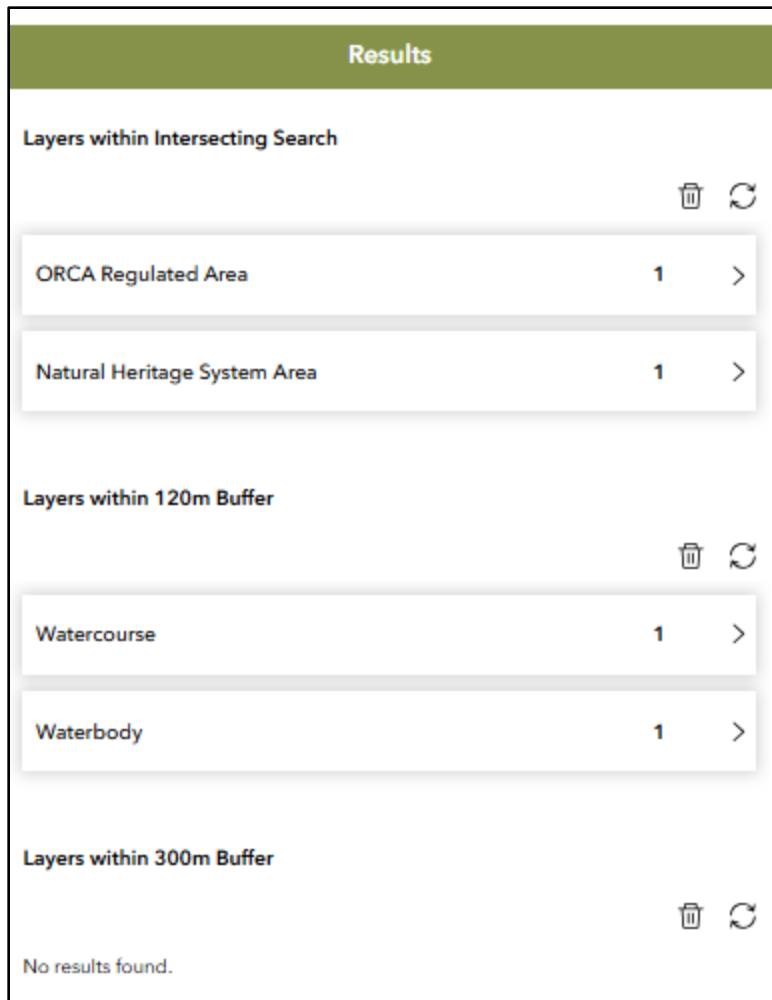 Results
Layers within Intersecting Search
ORCA Regulated Area 1
Natural Heritage System Area 1
Layers within 120m Buffer
Watercourse 1
Waterbody 1
Layers within 300m Buffer
No results found.